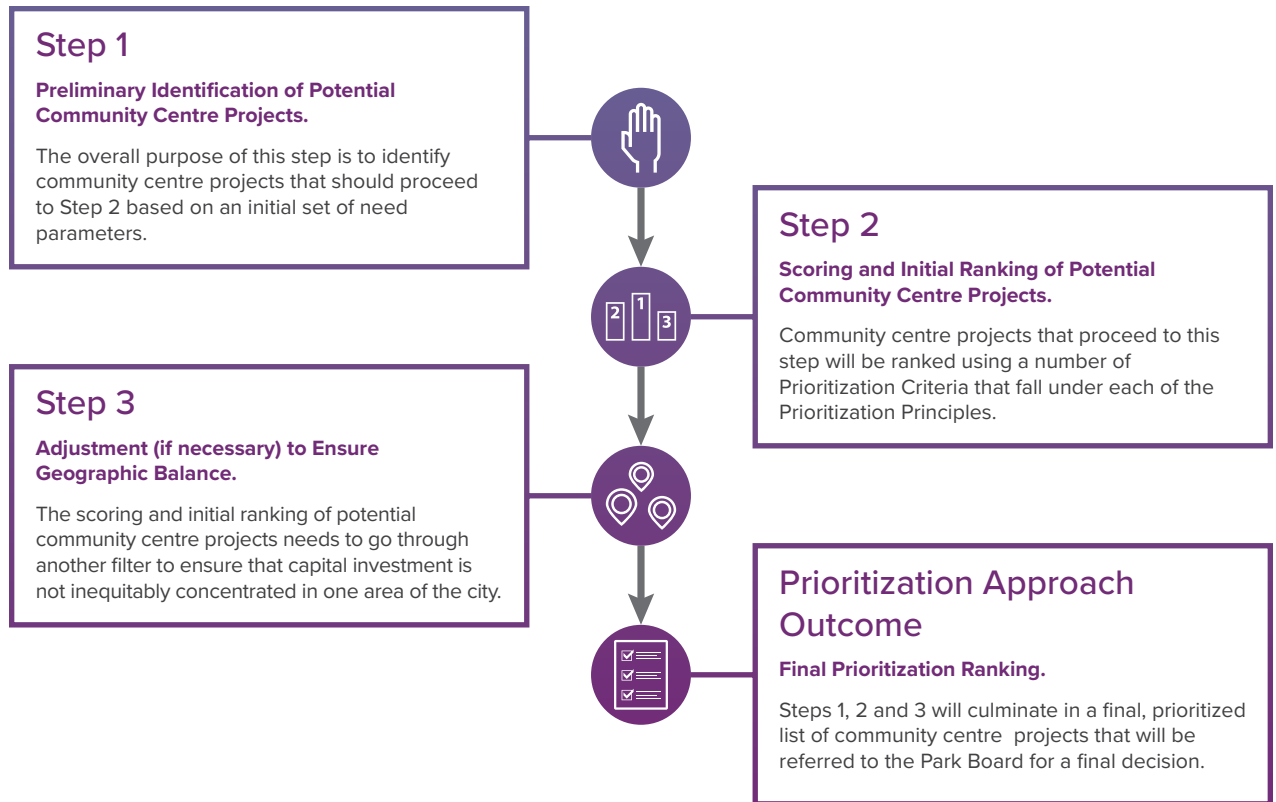 Step 1
Preliminary Identification of Potential
Community Centre Projects.
The overall purpose of this step is to identify
community centre projects that should proceed
to Step 2 based on an initial set of need
parameters.
Step 2
Scoring and Initial Ranking of Potential
Community Centre Projects.
Community centre projects that proceed to this
step will be ranked using a number of
Prioritization Criteria that fall under each of the
Prioritization Principles.
2 1 3
Step 3
Adjustment (if necessary) to Ensure
Geographic Balance.
The scoring and initial ranking of potential
community centre projects needs to go through
another filter to ensure that capital investment is
not inequitably concentrated in one area of the city.
Prioritization Approach
Outcome
Final Prioritization Ranking.
Steps 1, 2 and 3 will culminate in a final, prioritized
list of community centre projects that will be
referred to the Park Board for a final decision.